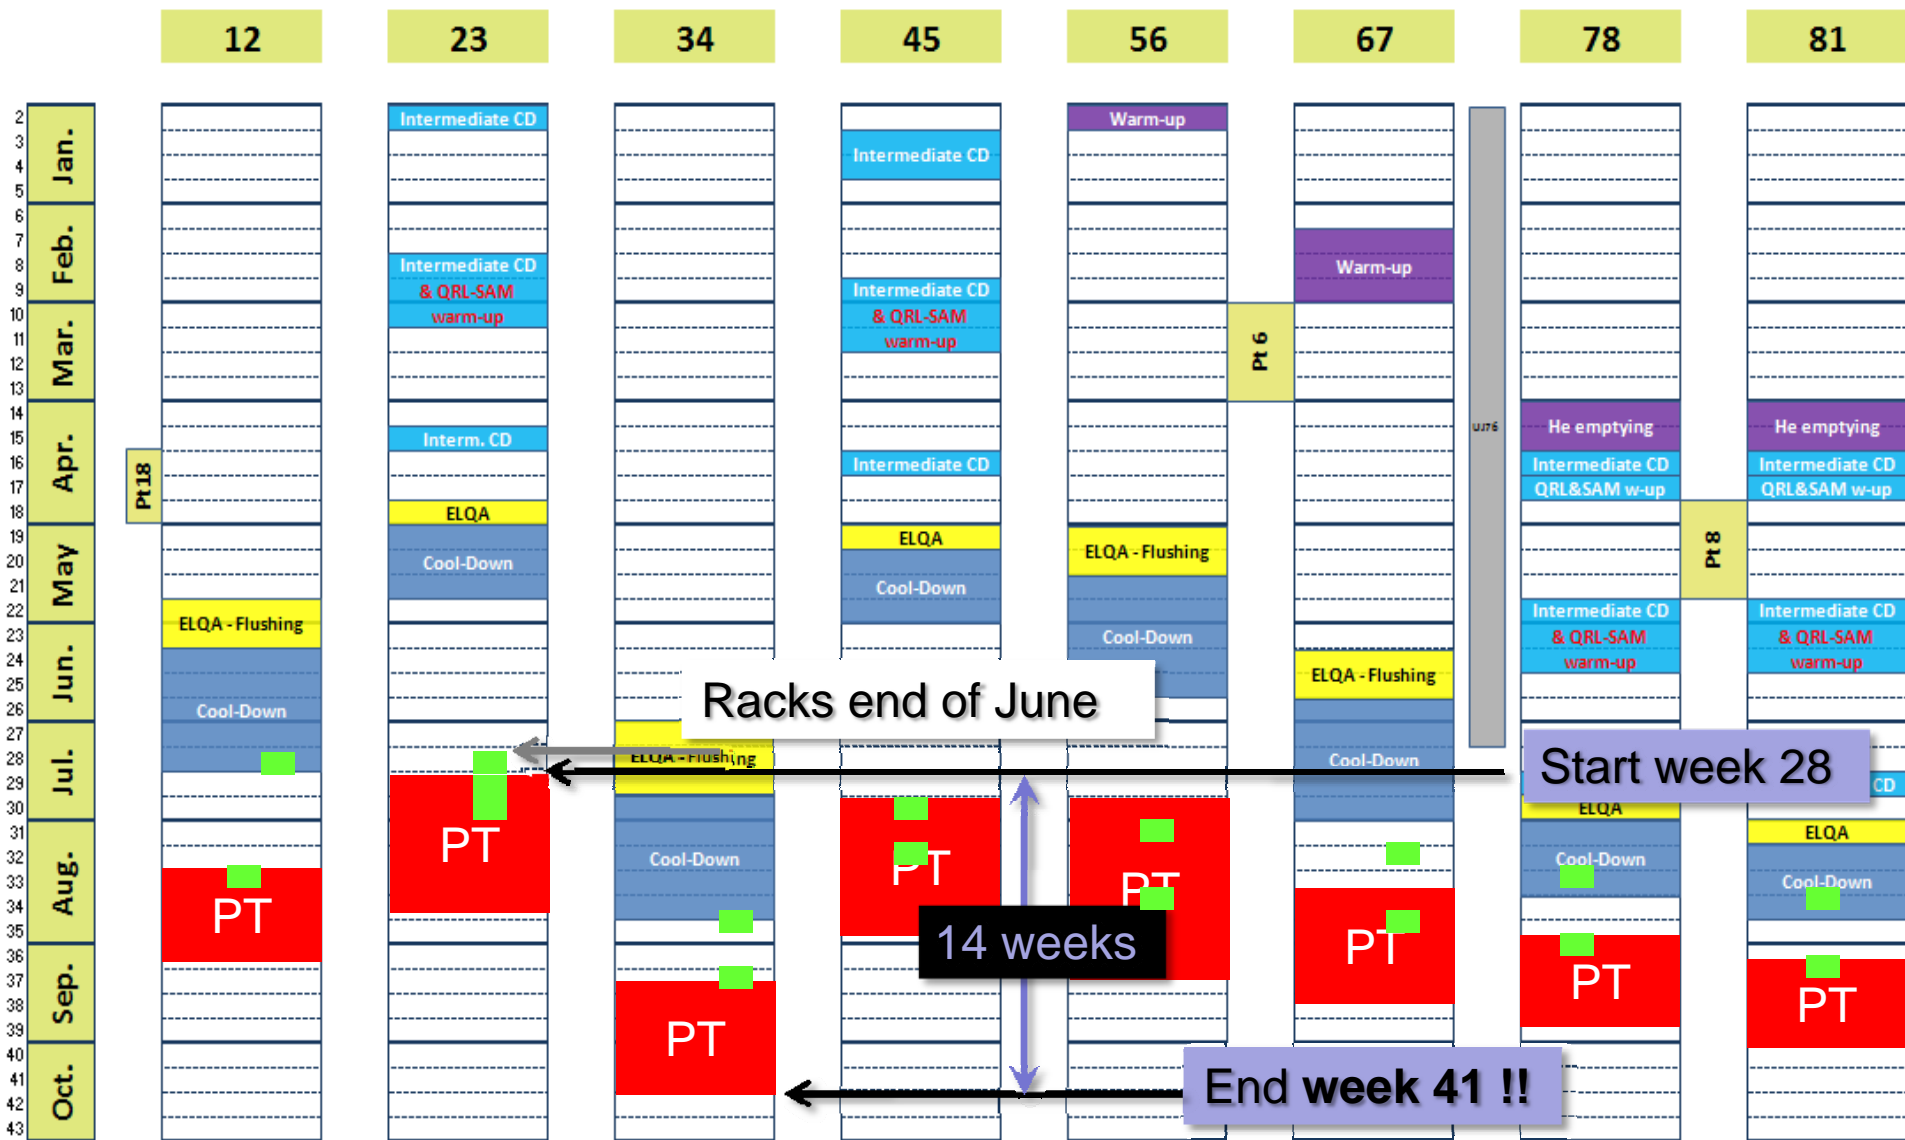 12 23 34 45 56 67 78 81
2
3
4
5
6
7
8
9
10
11
12
13
14
15
16
17
18
19
20
21
22
23
24
25
26
27
28
29
30
31
32
33
34
35
36
37
38
39
40
41
42
43
Jan.
Feb.
Mar.
Apr.
May
Jun.
Jul.
Aug.
Sep.
Oct.
Pt18
ELQA - Flushing
Cool-Down
PT
Intermediate CD
Intermediate CD
& QRL-SAM
warm-up
Interm. CD
ELQA
Cool-Down
PT
ELQA - Flushing
Cool-Down
PT
Intermediate CD
Intermediate CD
& QRL-SAM
warm-up
Intermediate CD
ELQA
Cool-Down
PT
Warm-up
ELQA - Flushing
Cool-Down
PT
Pt 6
Warm-up
ELQA - Flushing
Cool-Down
PT
UJ76
He emptying
Intermediate CD
QRL&SAM w-up
Intermediate CD
& QRL-SAM
warm-up
ELQA
Cool-Down
PT
Pt 8
He emptying
Intermediate CD
QRL&SAM w-up
Intermediate CD
& QRL-SAM
warm-up
CD
ELQA
Cool-Down
PT
Racks end of June
Start week 28
14 weeks
End week 41 !!